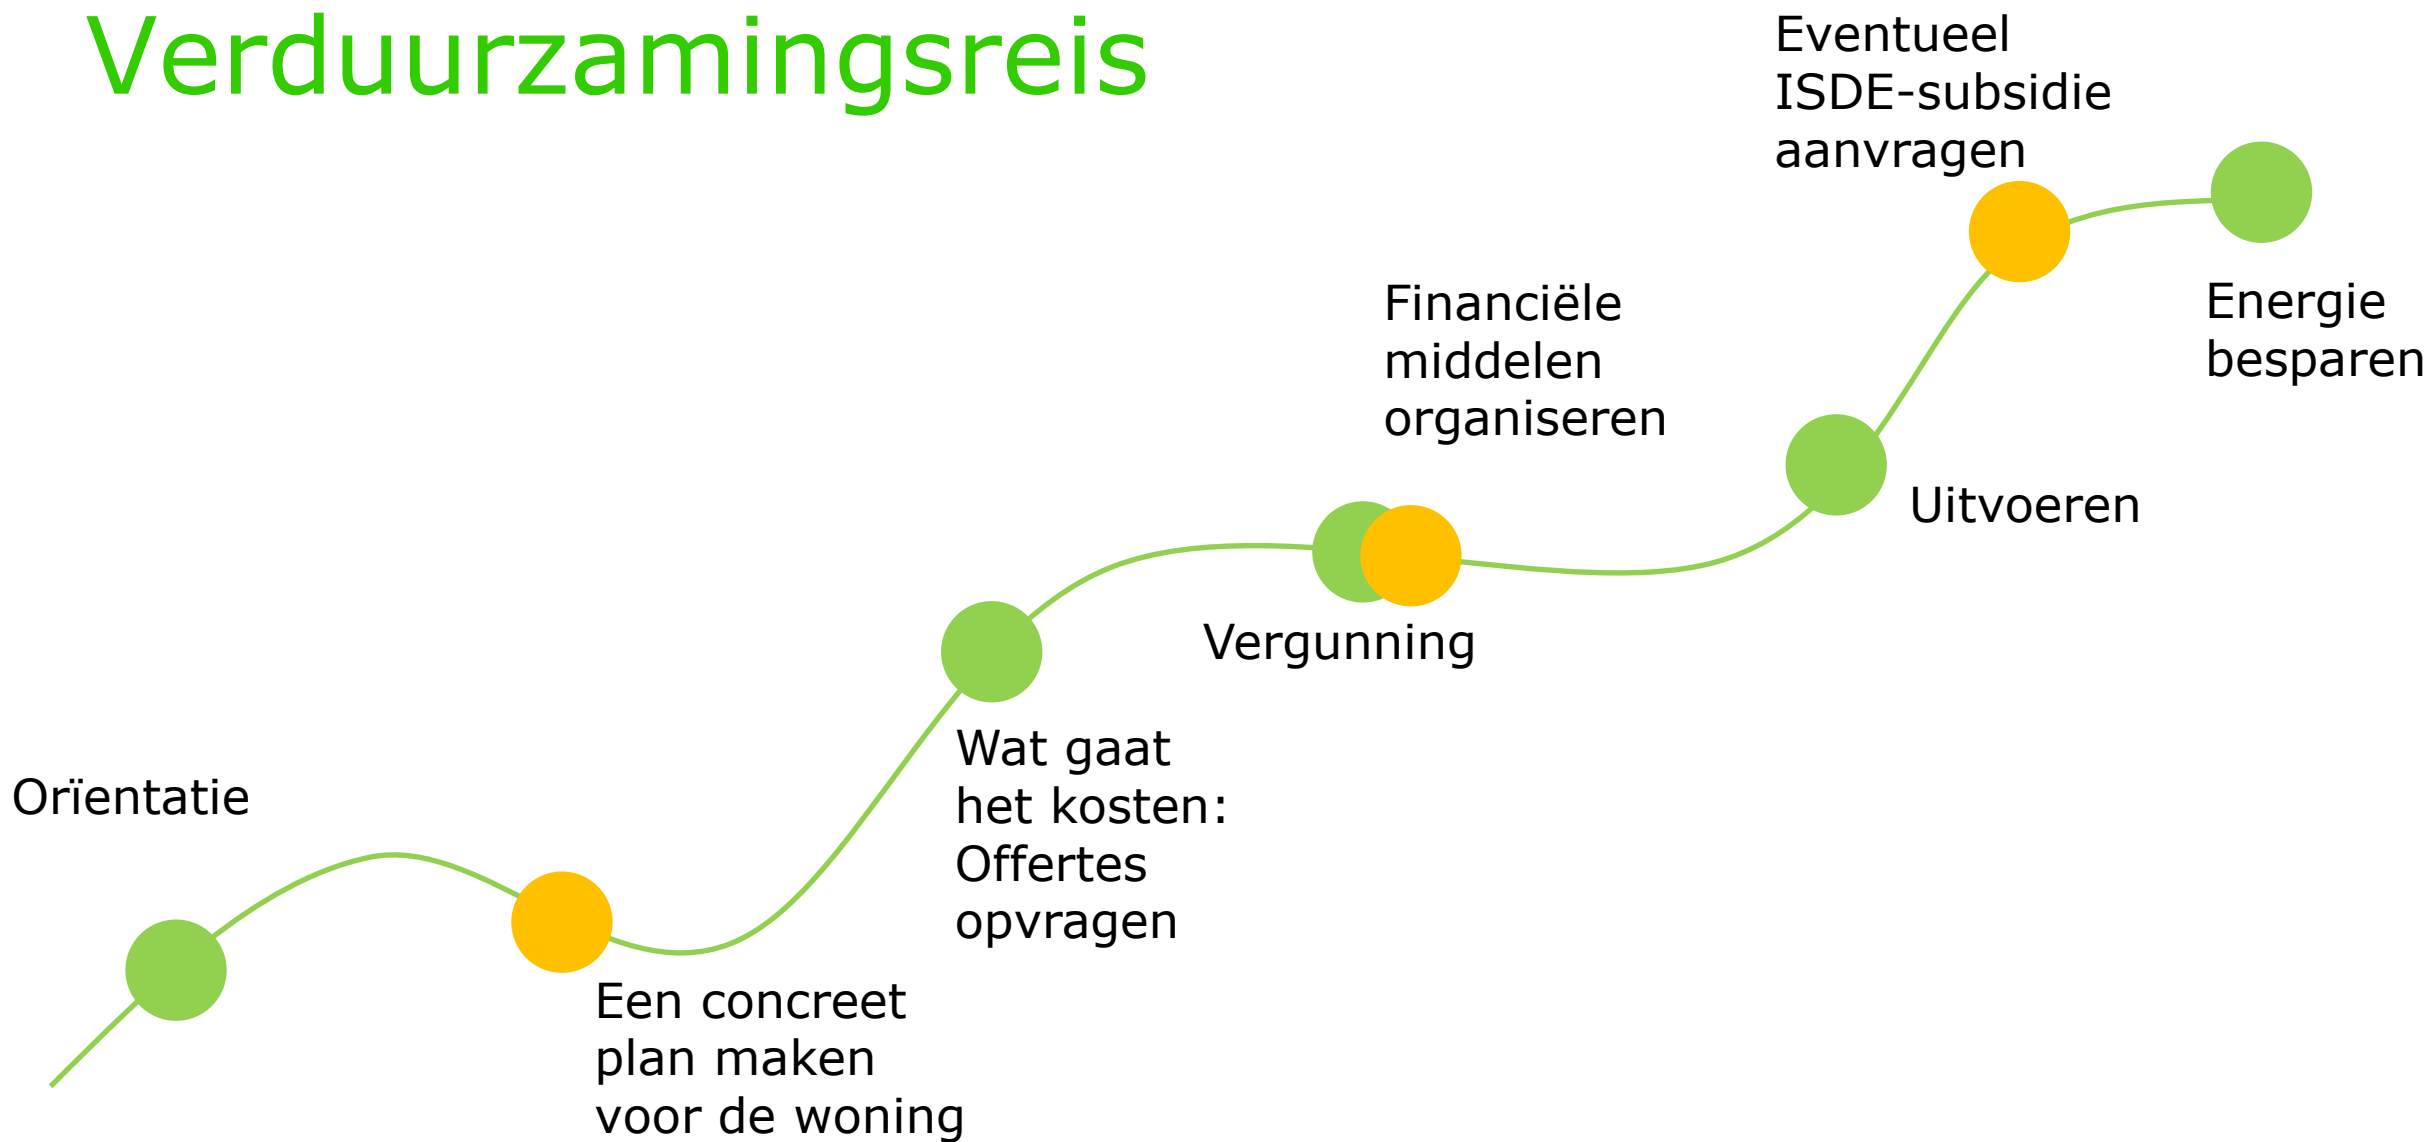 Verduurzamingsreis
Orïentatie
Een concreet
plan maken
voor de woning
Wat gaat
het kosten:
Offertes
opvragen
Vergunning
Financiële
middelen
organiseren
Uitvoeren
Eventueel
ISDE-subsidie
aanvragen
Energie
besparen